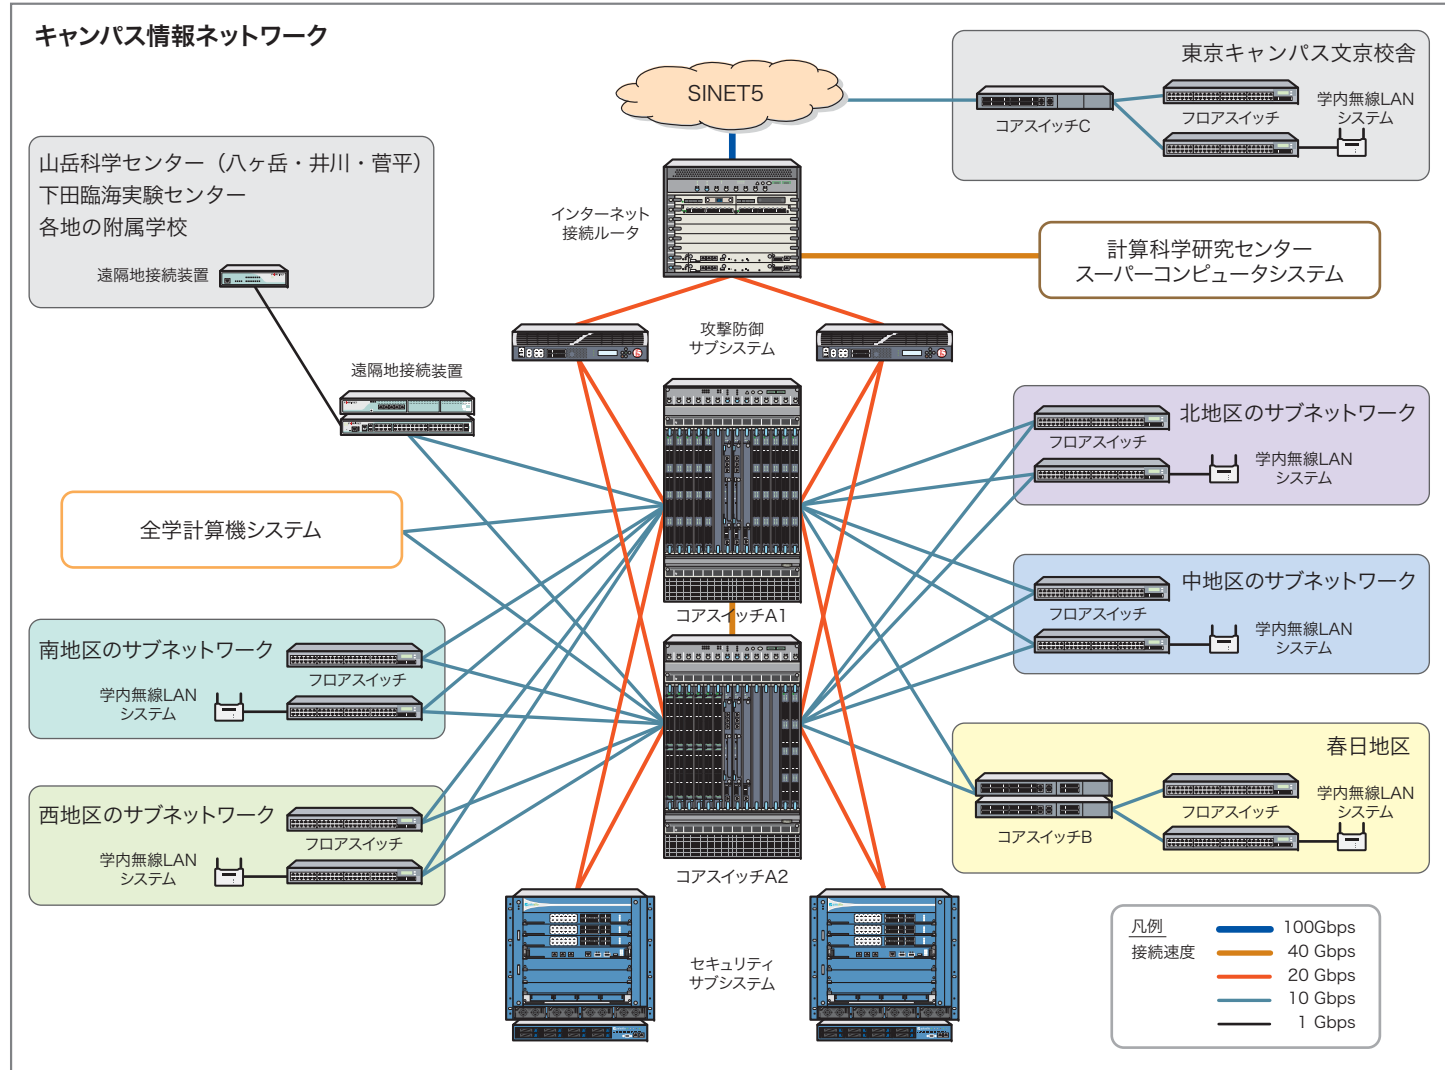 キャンパス情報ネットワーク
SINET5
東京キャンパス文京校舎
コアスイッチC
フロアスイッチ
学内無線LAN
システム
山岳科学センター（八ヶ岳・井川・菅平）
下田臨海実験センター
各地の附属学校
遠隔地接続装置
インターネット
接続ルータ
計算科学研究センター
スーパーコンピュータシステム
攻撃防御
サブシステム
遠隔地接続装置
北地区のサブネットワーク
フロアスイッチ
学内無線LAN
システム
全学計算機システム
中地区のサブネットワーク
フロアスイッチ
学内無線LAN
システム
コアスイッチA1
南地区のサブネットワーク
フロアスイッチ
学内無線LAN
システム
春日地区
コアスイッチB
フロアスイッチ
学内無線LAN
システム
西地区のサブネットワーク
フロアスイッチ
学内無線LAN
システム
コアスイッチA2
セキュリティ
サブシステム
凡例
接続速度
100Gbps
40 Gbps
20 Gbps
10 Gbps
1 Gbps